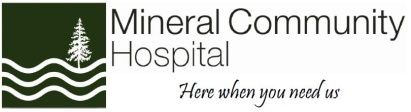 Mineral Community
Hospital
Here when you need us